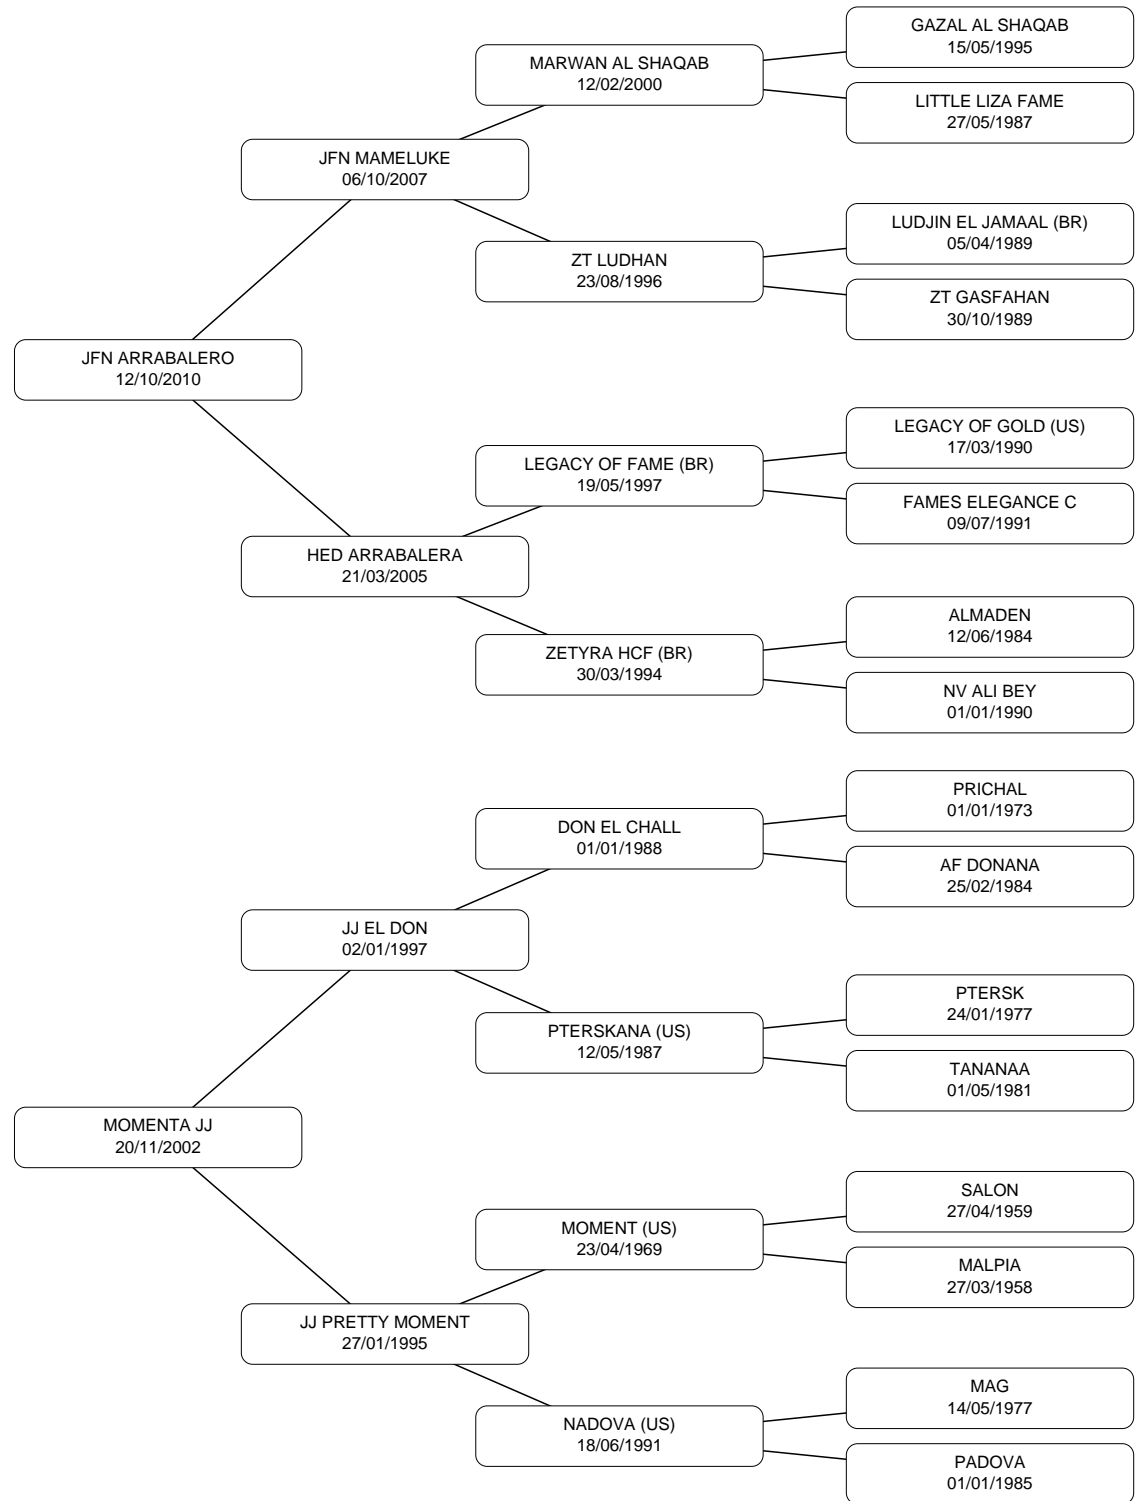 GAZAL AL SHAQAB
15/05/1995
MARWAN AL SHAQAB
12/02/2000
LITTLE LIZA FAME
27/05/1987
JFN MAMELUKE
06/10/2007
LUDJIN EL JAMAAL (BR)
05/04/1989
ZT LUDHAN
23/08/1996
ZT GASFAHAN
30/10/1989
JFN ARRABALERO
12/10/2010
LEGACY OF GOLD (US)
17/03/1990
LEGACY OF FAME (BR)
19/05/1997
FAMES ELEGANCE C
09/07/1991
HED ARRABALERA
21/03/2005
ALMADEN
12/06/1984
ZETYRA HCF (BR)
30/03/1994
NV ALI BEY
01/01/1990
PRICHAL
01/01/1973
DON EL CHALL
01/01/1988
AF DONANA
25/02/1984
JJ EL DON
02/01/1997
PTERSK
24/01/1977
PTERSKANA (US)
12/05/1987
TANANAA
01/05/1981
MOMENTA JJ
20/11/2002
SALON
27/04/1959
MOMENT (US)
23/04/1969
MALPIA
27/03/1958
JJ PRETTY MOMENT
27/01/1995
MAG
14/05/1977
NADOVA (US)
18/06/1991
PADOVA
01/01/1985